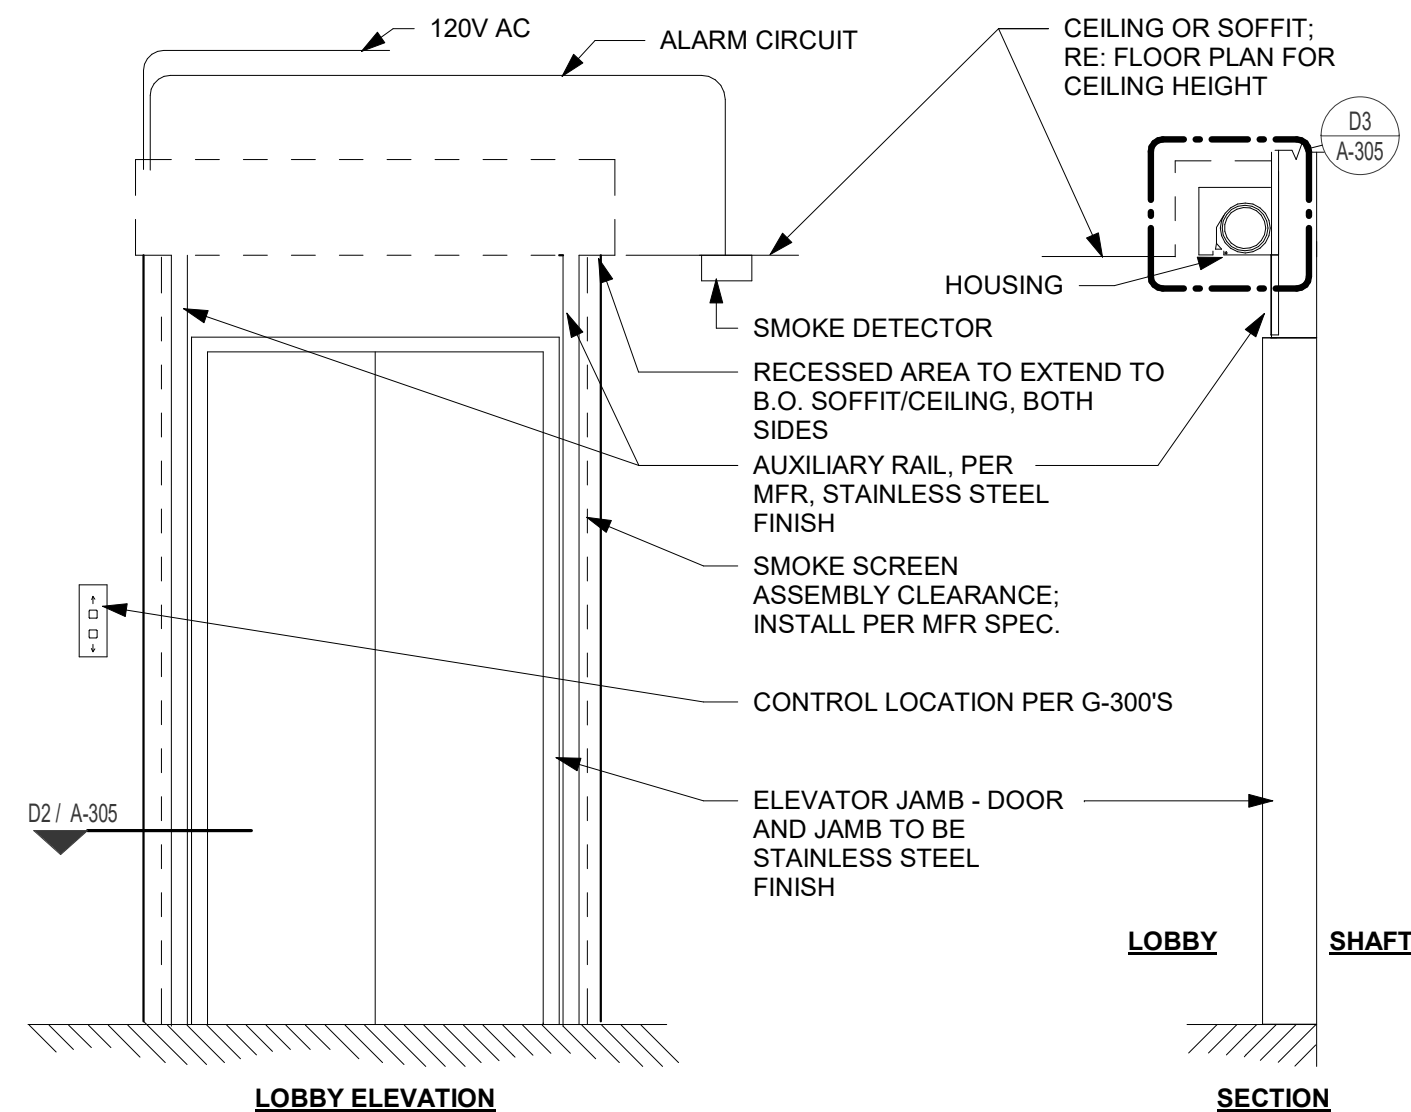 120V AC
ALARM CIRCUIT
CEILING OR SOFFIT;
RE: FLOOR PLAN FOR
CEILING HEIGHT
D3
A-305
HOUSING
SMOKE DETECTOR
RECESSED AREA TO EXTEND TO
B.O. SOFFIT/CEILING, BOTH
SIDES
AUXILIARY RAIL, PER
MFR, STAINLESS STEEL
FINISH
SMOKE SCREEN
ASSEMBLY CLEARANCE;
INSTALL PER MFR SPEC.
CONTROL LOCATION PER G-300'S
D2 / A-305
ELEVATOR JAMB - DOOR
AND JAMB TO BE
STAINLESS STEEL
FINISH
LOBBY
SHAFT
LOBBY ELEVATION
SECTION